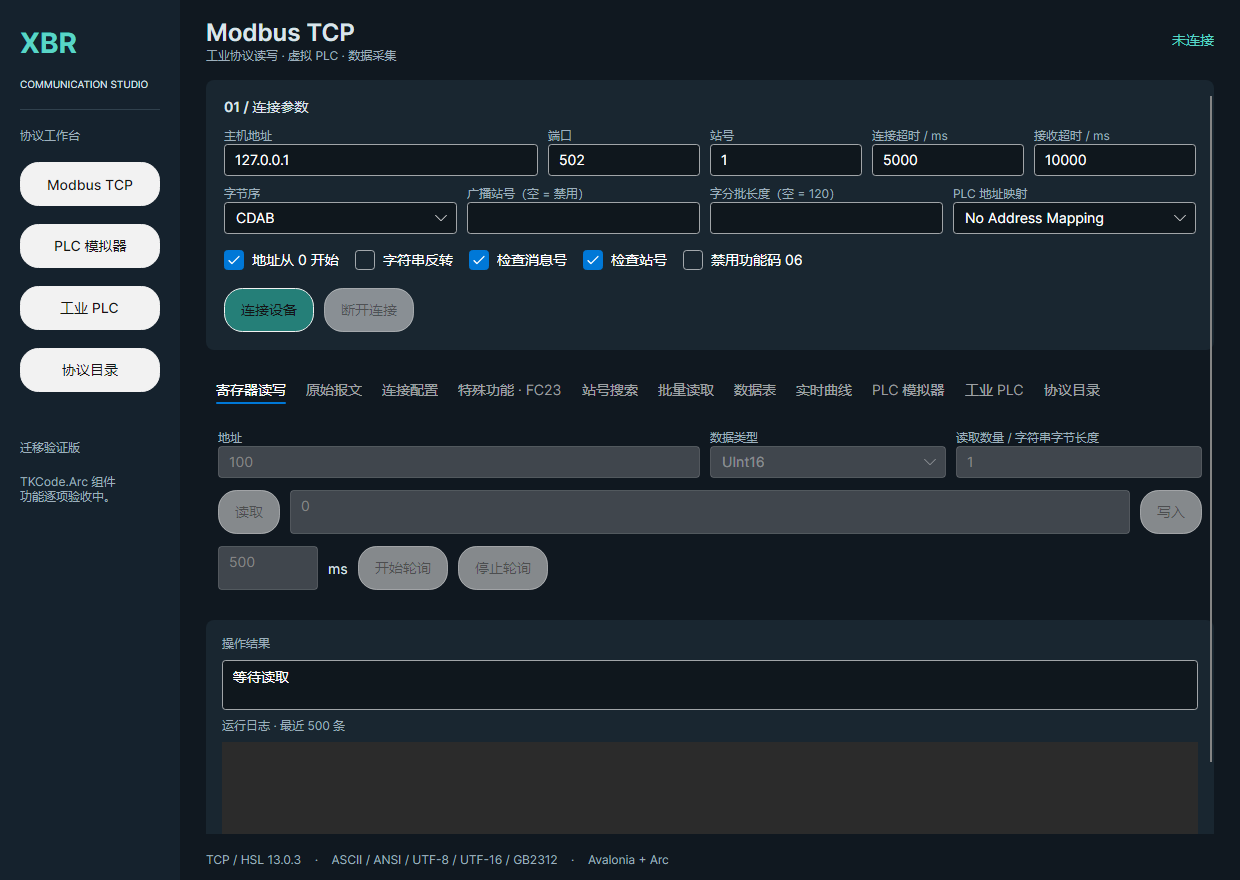 XBR
COMMUNICATION STUDIO
协议工作台
Modbus TCP
PLC 模拟器
工业 PLC
协议目录
迁移验证版
TKCode.Arc 组件
功能逐项验收中。
Modbus TCP
工业协议读写 · 虚拟 PLC · 数据采集
未连接
01 / 连接参数
主机地址 端口 站号 连接超时 / ms 接收超时 / ms
127.0.0.1 502 1 5000 10000
字节序 广播站号（空 = 禁用） 字分批长度（空 = 120） PLC 地址映射
CDAB No Address Mapping
地址从 0 开始 字符串反转 检查消息号 检查站号 禁用功能码 06
连接设备 断开连接
寄存器读写 原始报文 连接配置 特殊功能 · FC23 站号搜索 批量读取 数据表 实时曲线 PLC 模拟器 工业 PLC 协议目录
地址 数据类型 读取数量 / 字符串字节长度
100 UInt16 1
读取 0 写入
500 ms 开始轮询 停止轮询
操作结果
等待读取
运行日志 · 最近 500 条
TCP / HSL 13.0.3 · ASCII / ANSI / UTF-8 / UTF-16 / GB2312 · Avalonia + Arc